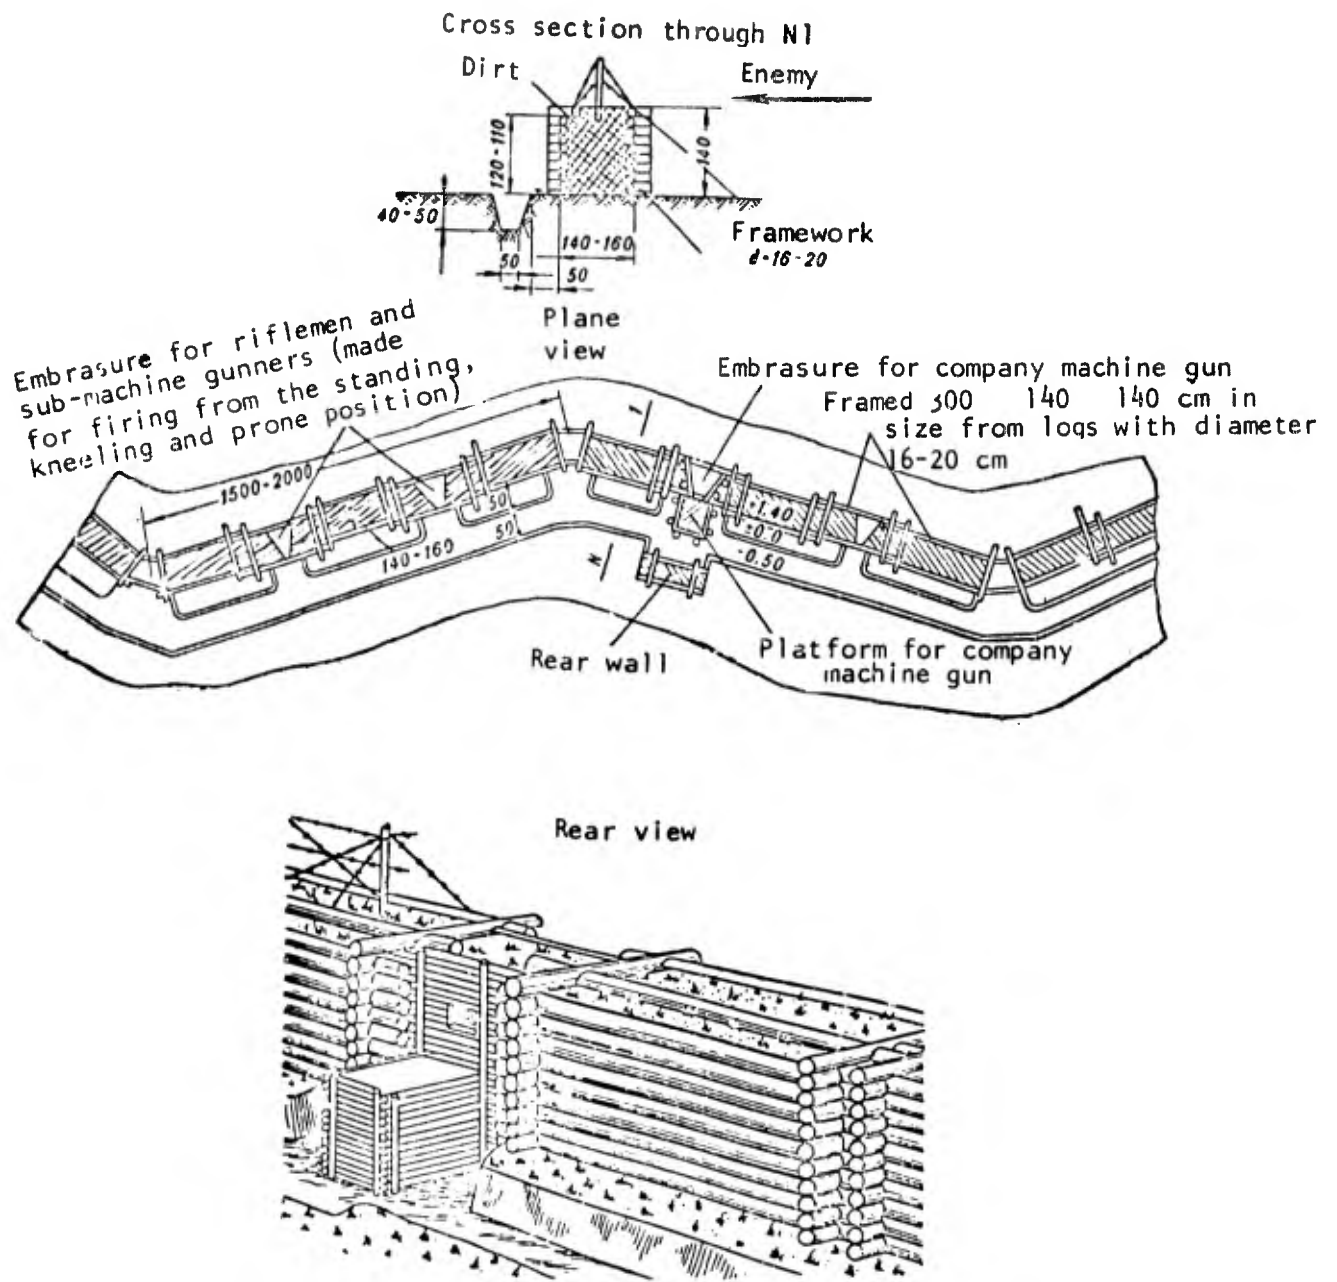 Cross section through N1
Dirt
Enemy
120-110
140
40-50
Framework
d-16-20
140-160
50
50
Plane
view
Embrasure for riflemen and
sub-machine gunners (made
for firing from the standing,
kneeling and prone position)
Embrasure for company machine gun
Framed 300 140 140 cm in
size from logs with diameter
16-20 cm
1500-2000
50
50
140-160
+1.40
±0.0
-0.50
N
Rear wall
Platform for company
machine gun
Rear view